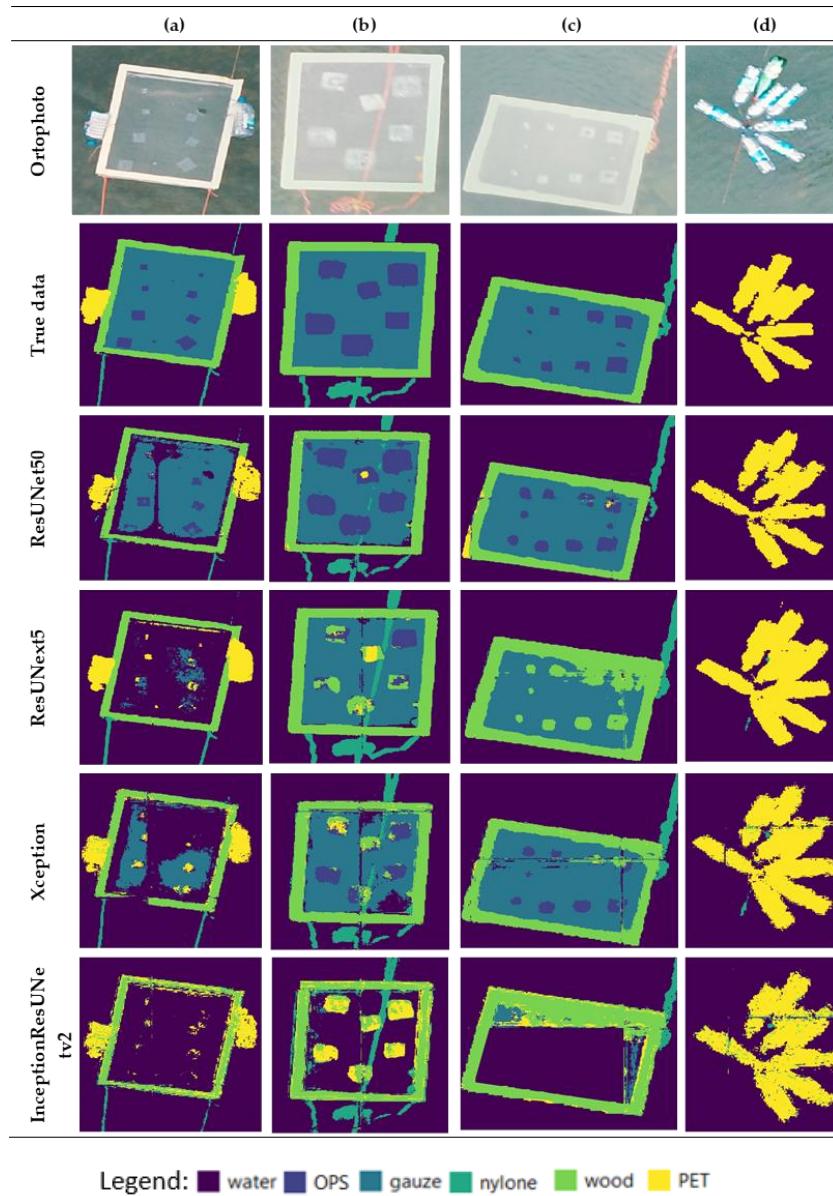 (a) (b) (c) (d)
Ortophoto
True data
ResUNet50
ResUNext5
Xception
InceptionResUNe
tv2
Legend: water OPS gauze nylone wood PET